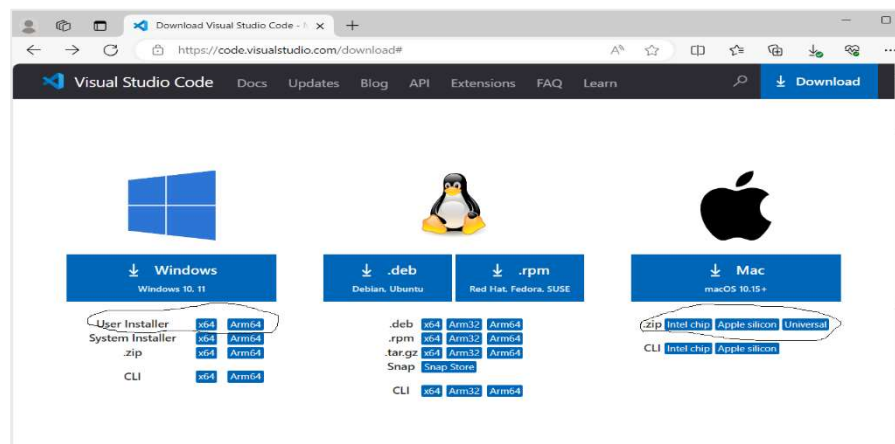 Download Visual Studio Code -
https://code.visualstudio.com/download#
Visual Studio Code Docs Updates Blog API Extensions FAQ Learn Download
Windows
Windows 10, 11
User Installer x64 Arm64
System Installer x64 Arm64
.zip x64 Arm64
CLI x64 Arm64
.deb
Debian, Ubuntu
.rpm
Red Hat, Fedora, SUSE
.deb x64 Arm32 Arm64
.rpm x64 Arm32 Arm64
.tar.gz x64 Arm32 Arm64
Snap Snap Store
CLI x64 Arm32 Arm64
Mac
macOS 10.15+
.zip Intel chip Apple silicon Universal
CLI Intel chip Apple silicon